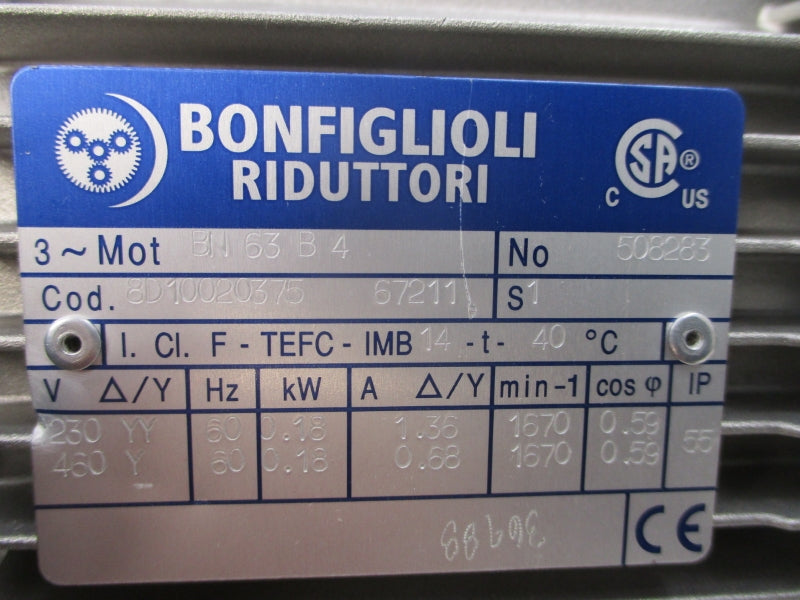 BONFIGLIOLI
RIDUTTORI
CSA ® C US
3~Mot BN 63 B 4 No 508283
Cod. 8D10020375 67211 S1
I. Cl. F - TEFC - IMB 14 -t- 40 °C
V Δ/Y Hz kW A Δ/Y min-1 cos φ IP
230 YY 60 0.18 1.36 1670 0.59 55
460 Y 60 0.18 0.68 1670 0.59
CE